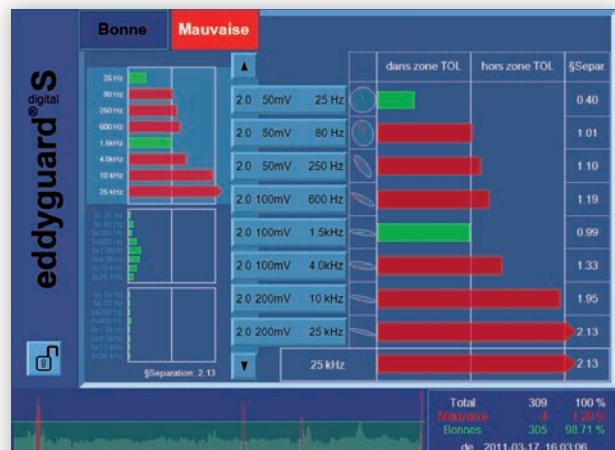 eddyguard®S
digital
Bonne
Mauvaise
dans zone TOL
hors zone TOL
§Separ.
25 Hz
80 Hz
250 Hz
600 Hz
1.5kHz
4.0kHz
10 kHz
25 kHz
2.0 50mV 25 Hz
0.40
2.0 50mV 80 Hz
1.01
2.0 50mV 250 Hz
1.10
2.0 100mV 600 Hz
1.19
2.0 100mV 1.5kHz
0.99
2.0 100mV 4.0kHz
1.33
2.0 200mV 10 kHz
1.95
2.0 200mV 25 kHz
2.13
25 kHz
2.13
§Separation: 2.13
Total 309 100 %
Mauvaise 4 1.29 %
Bonnes 305 98.71 %
de 2011-03-17 16:03:06